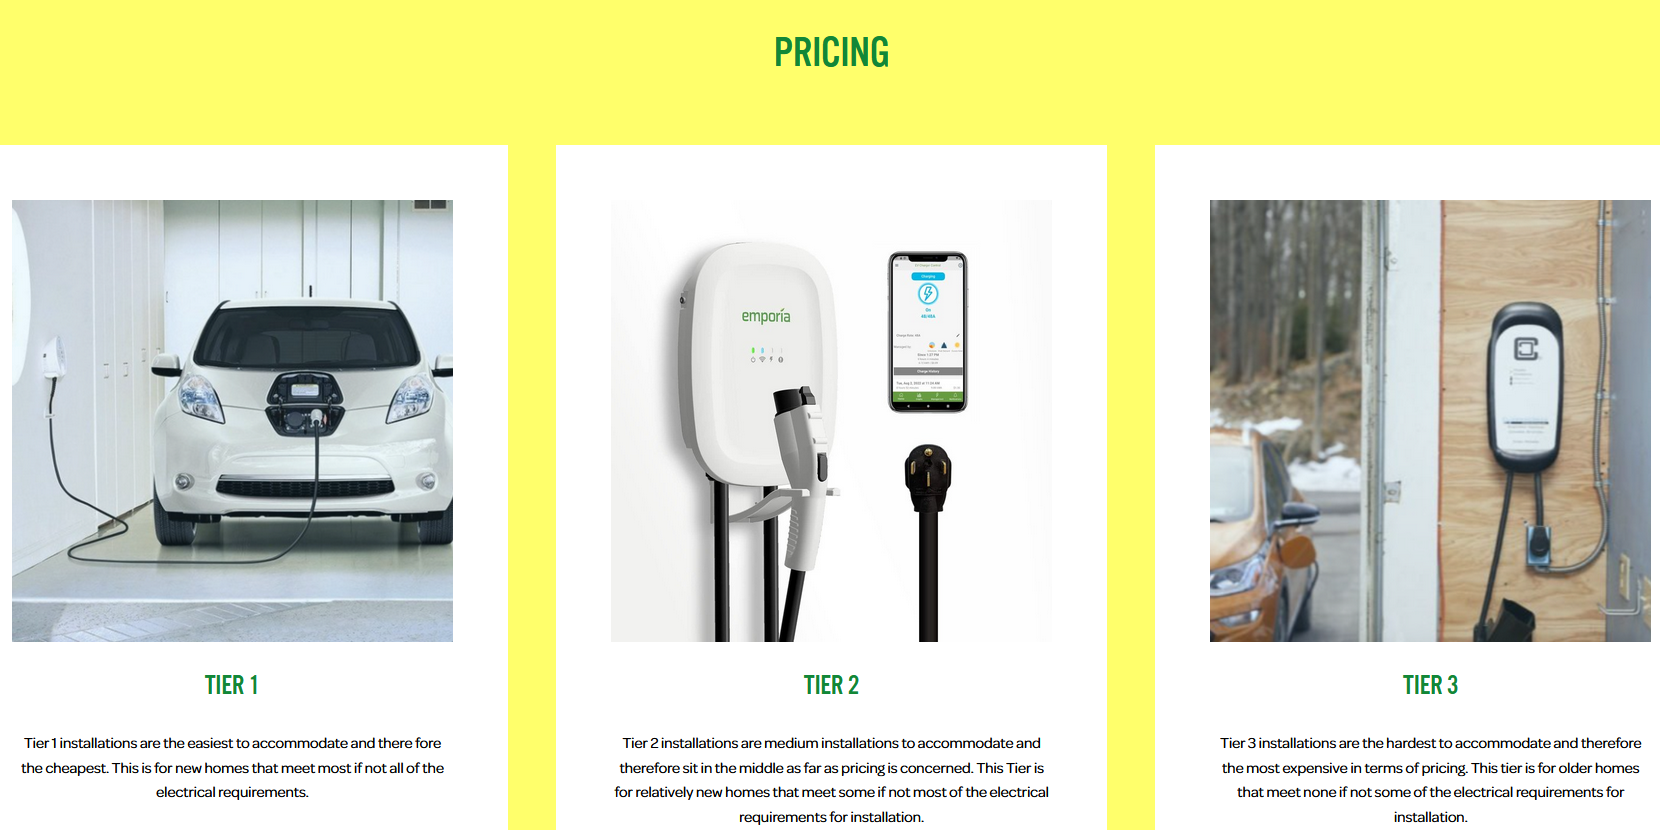 PRICING
emporia
Charging
On
Charge History
TIER 1
Tier 1 installations are the easiest to accommodate and there fore
the cheapest. This is for new homes that meet most if not all of the
electrical requirements.
TIER 2
Tier 2 installations are medium installations to accommodate and
therefore sit in the middle as far as pricing is concerned. This Tier is
for relatively new homes that meet some if not most of the electrical
requirements for installation.
TIER 3
Tier 3 installations are the hardest to accommodate and therefore
the most expensive in terms of pricing. This tier is for older homes
that meet none if not some of the electrical requirements for
installation.